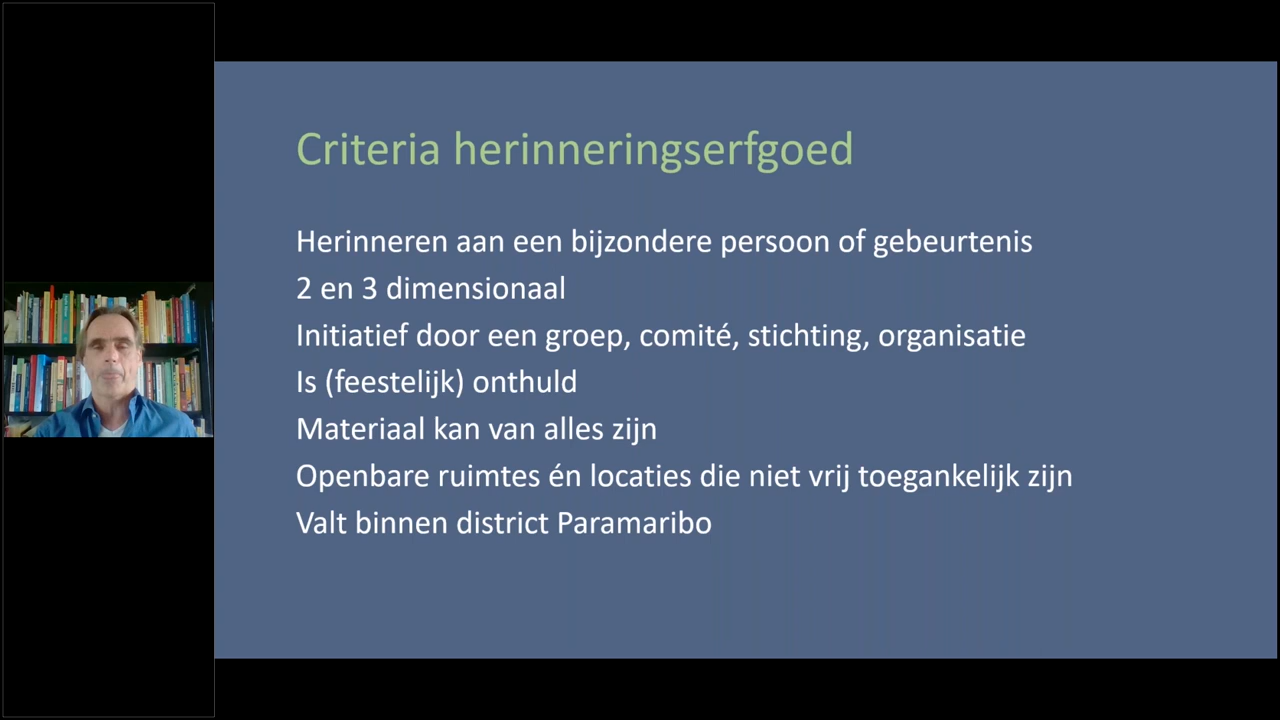 Criteria herinneringserfgoed
Herinneren aan een bijzondere persoon of gebeurtenis
2 en 3 dimensionaal
Initiatief door een groep, comité, stichting, organisatie
Is (feestelijk) onthuld
Materiaal kan van alles zijn
Openbare ruimtes én locaties die niet vrij toegankelijk zijn
Valt binnen district Paramaribo